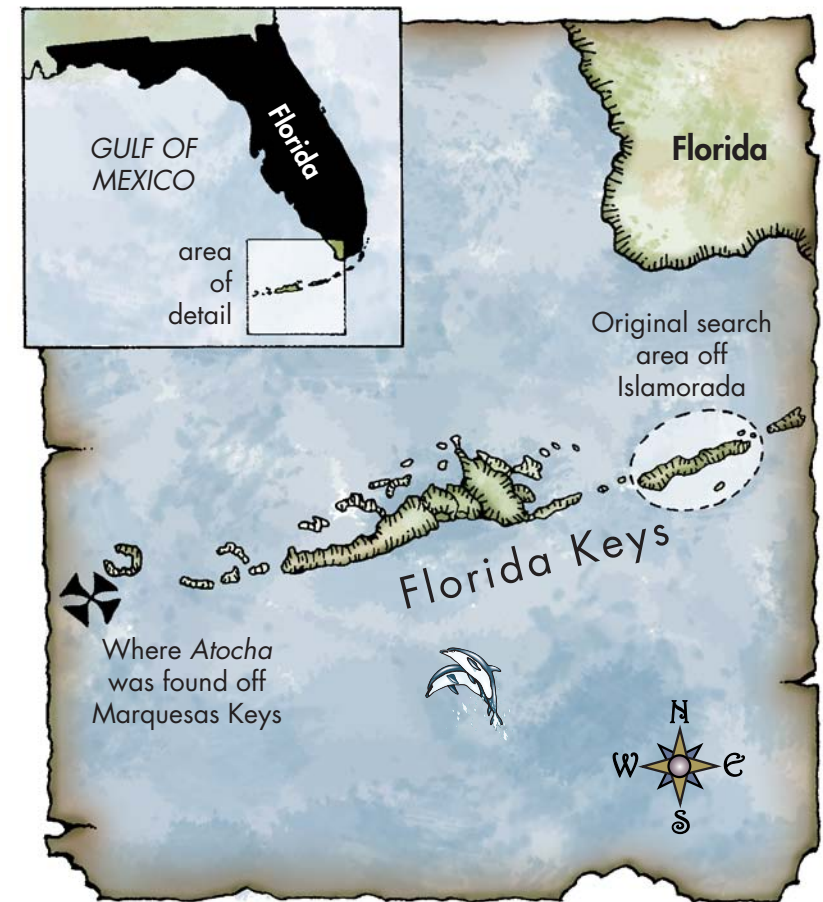 GULF OF
MEXICO
Florida
area
of
detail
Florida
Original search
area off
Islamorada
Florida Keys
Where Atocha
was found off
Marquesas Keys
N
W E
S